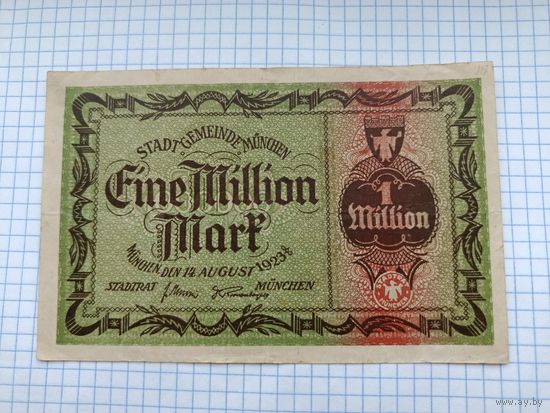 STADTGEMEINDE MÜNCHEN
Eine Million
Mark
MÜNCHEN, DEN 14. AUGUST 1923
STADTRAT MÜNCHEN
1
Million
www.ay.by